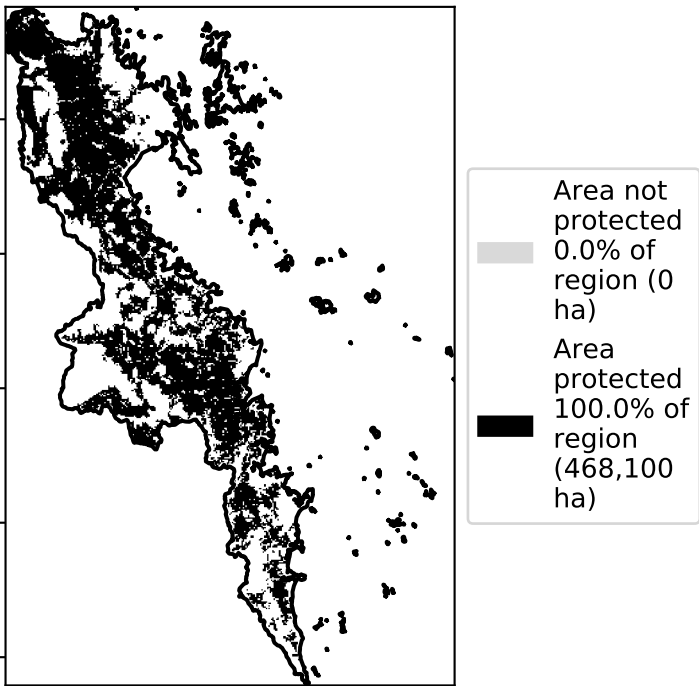 Area not
protected
0.0% of
region (0
ha)
Area
protected
100.0% of
region
(468,100
ha)